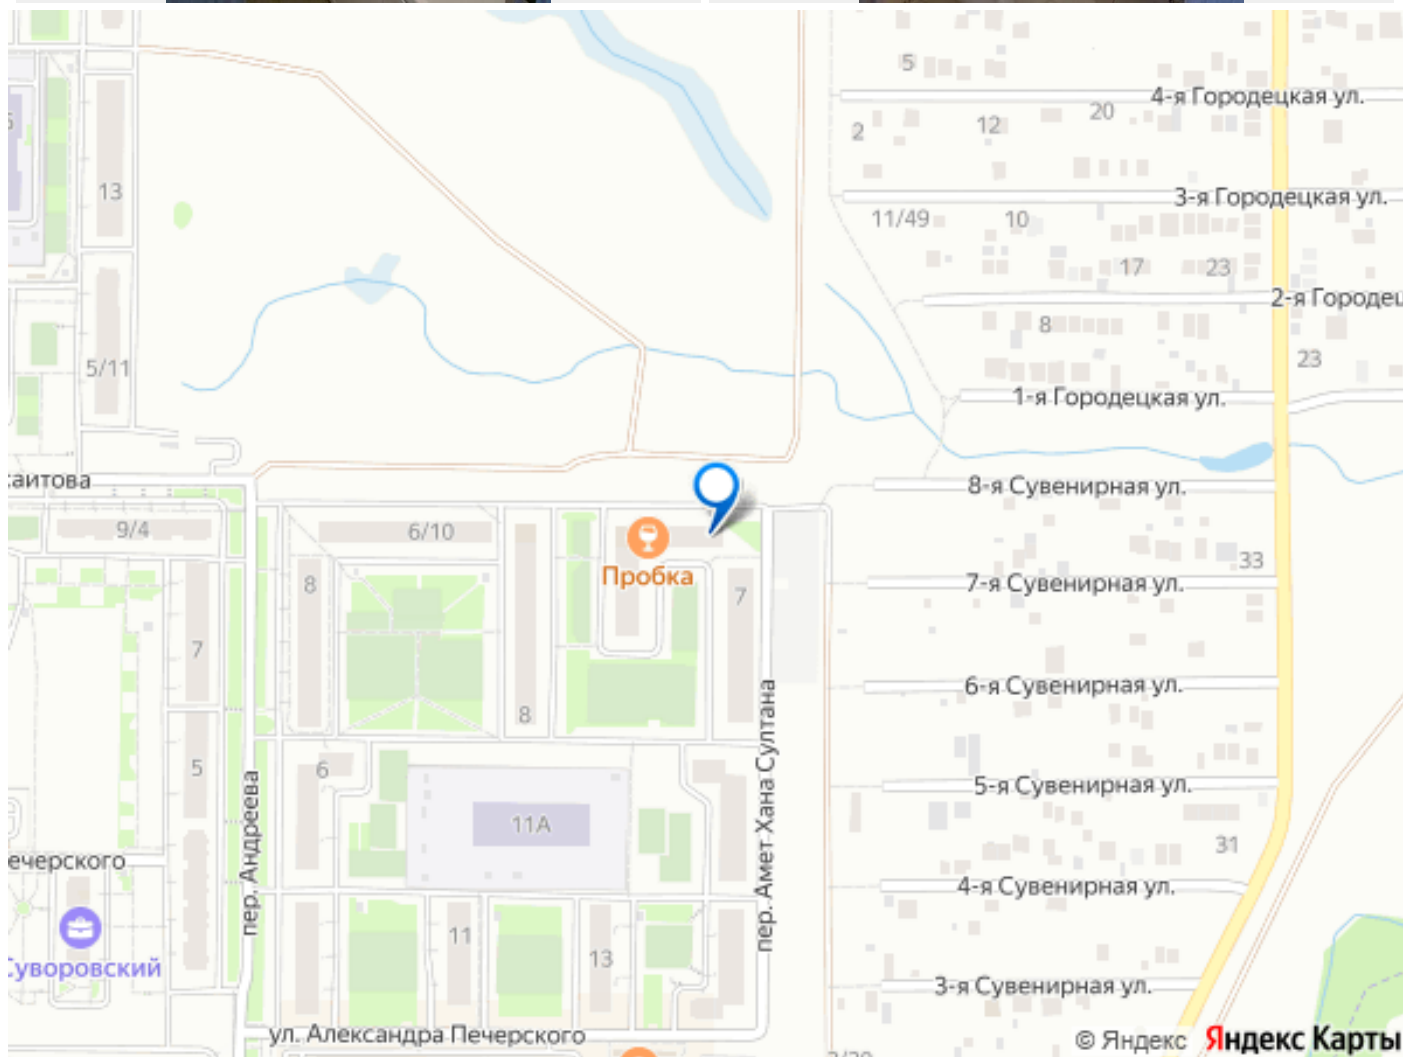 5
4-я Городецкая ул.
20
12
2
6
13
3-я Городецкая ул.
11/49
10
17
23
2-я Городец
8
23
5/11
1-я Городецкая ул.
саитова
8-я Сувенирная ул.
9/4
6/10
33
Пробка
8
7
7-я Сувенирная ул.
7
6-я Сувенирная ул.
8
5
6
пер. Андреева
пер. Амет-Хана Султана
5-я Сувенирная ул.
11А
31
ечерского
4-я Сувенирная ул.
11
13
Суворовский
3-я Сувенирная ул.
ул. Александра Печерского
© Яндекс Яндекс Карты